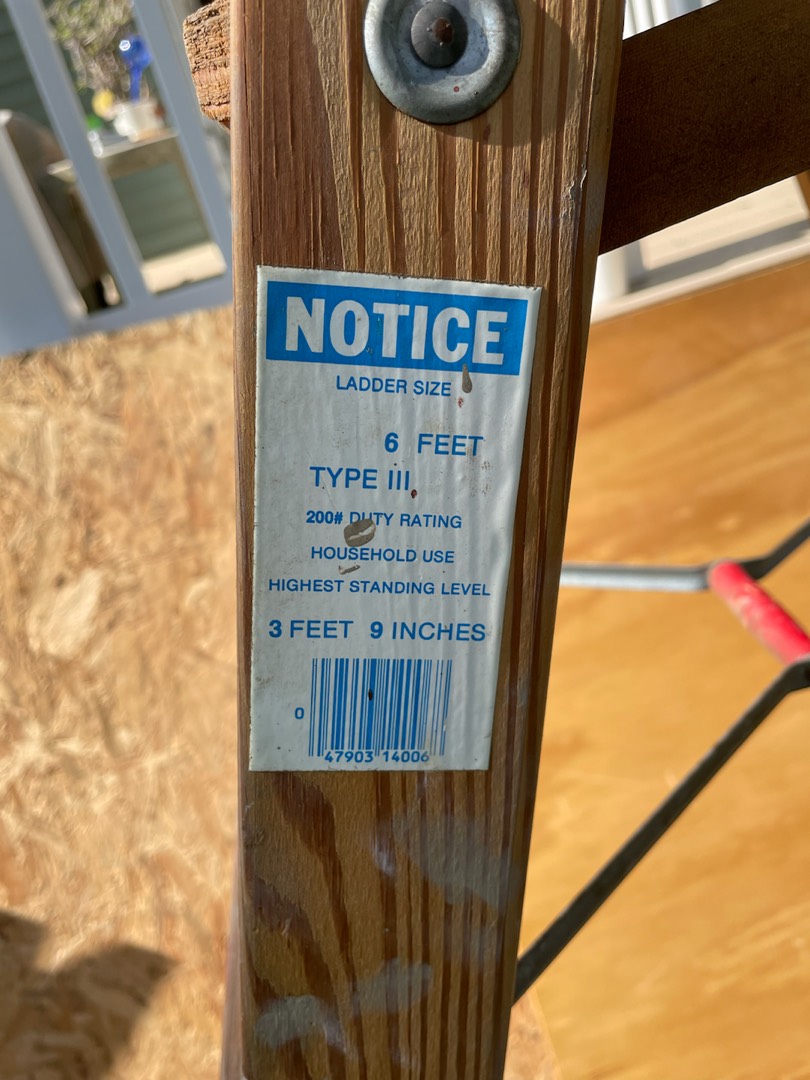 NOTICE
LADDER SIZE
6 FEET
TYPE III
200# DUTY RATING
HOUSEHOLD USE
HIGHEST STANDING LEVEL
3 FEET 9 INCHES
0 47903 14006